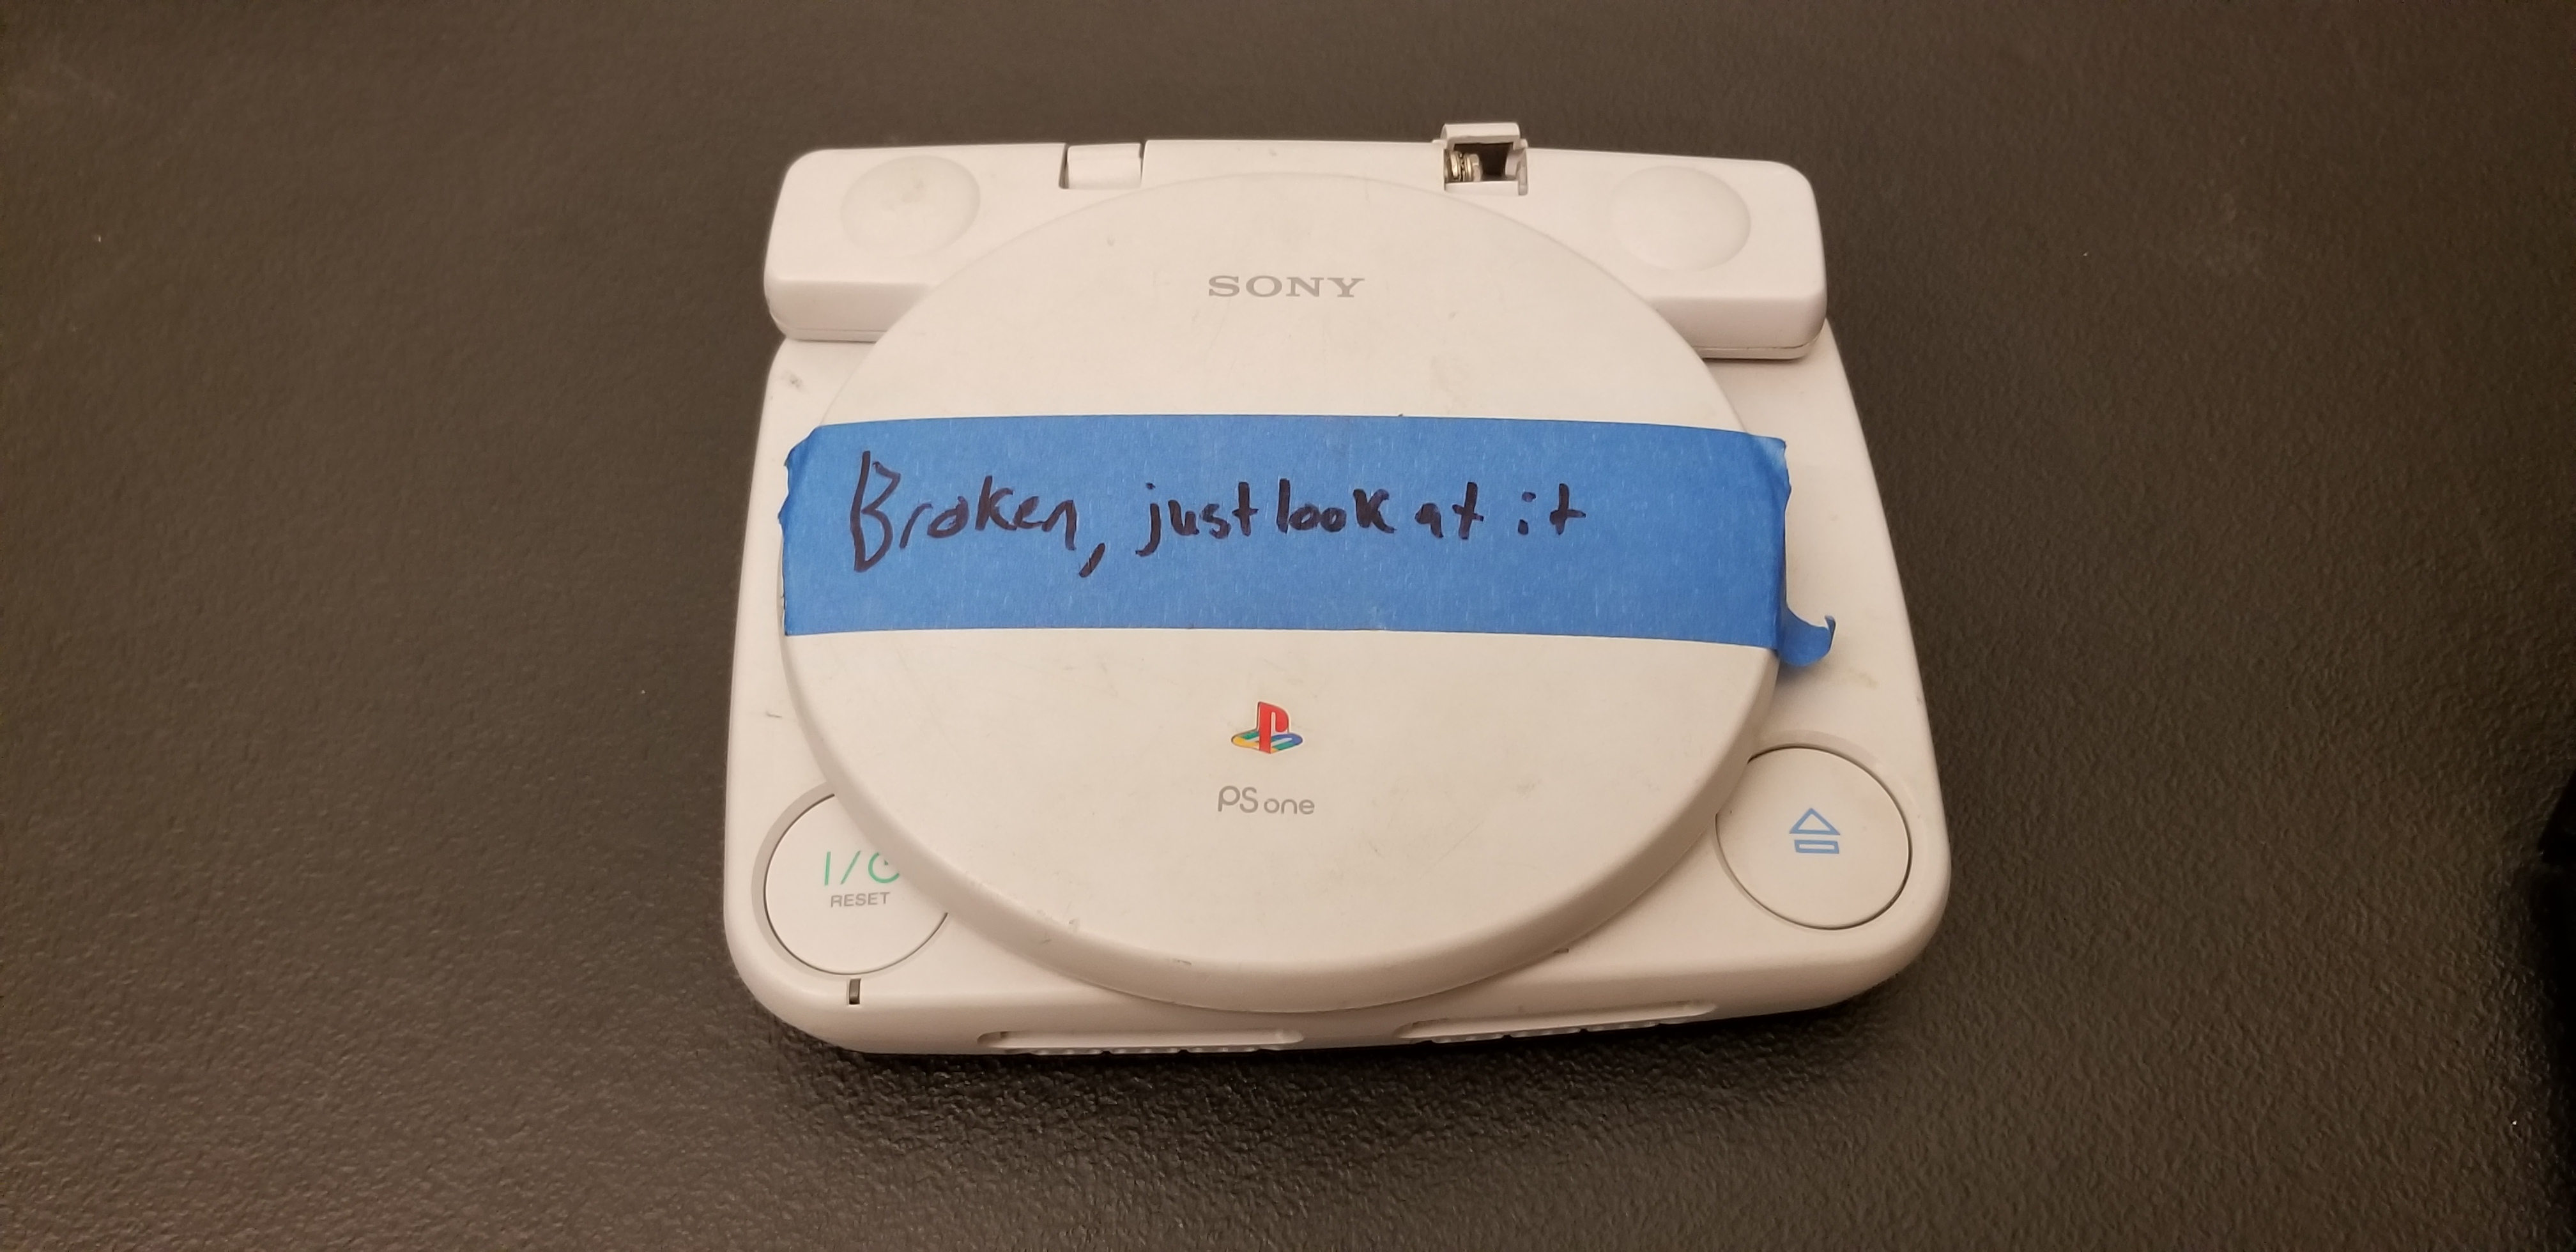 SONY
Broken, just look at it
PS one
I/⏻
RESET